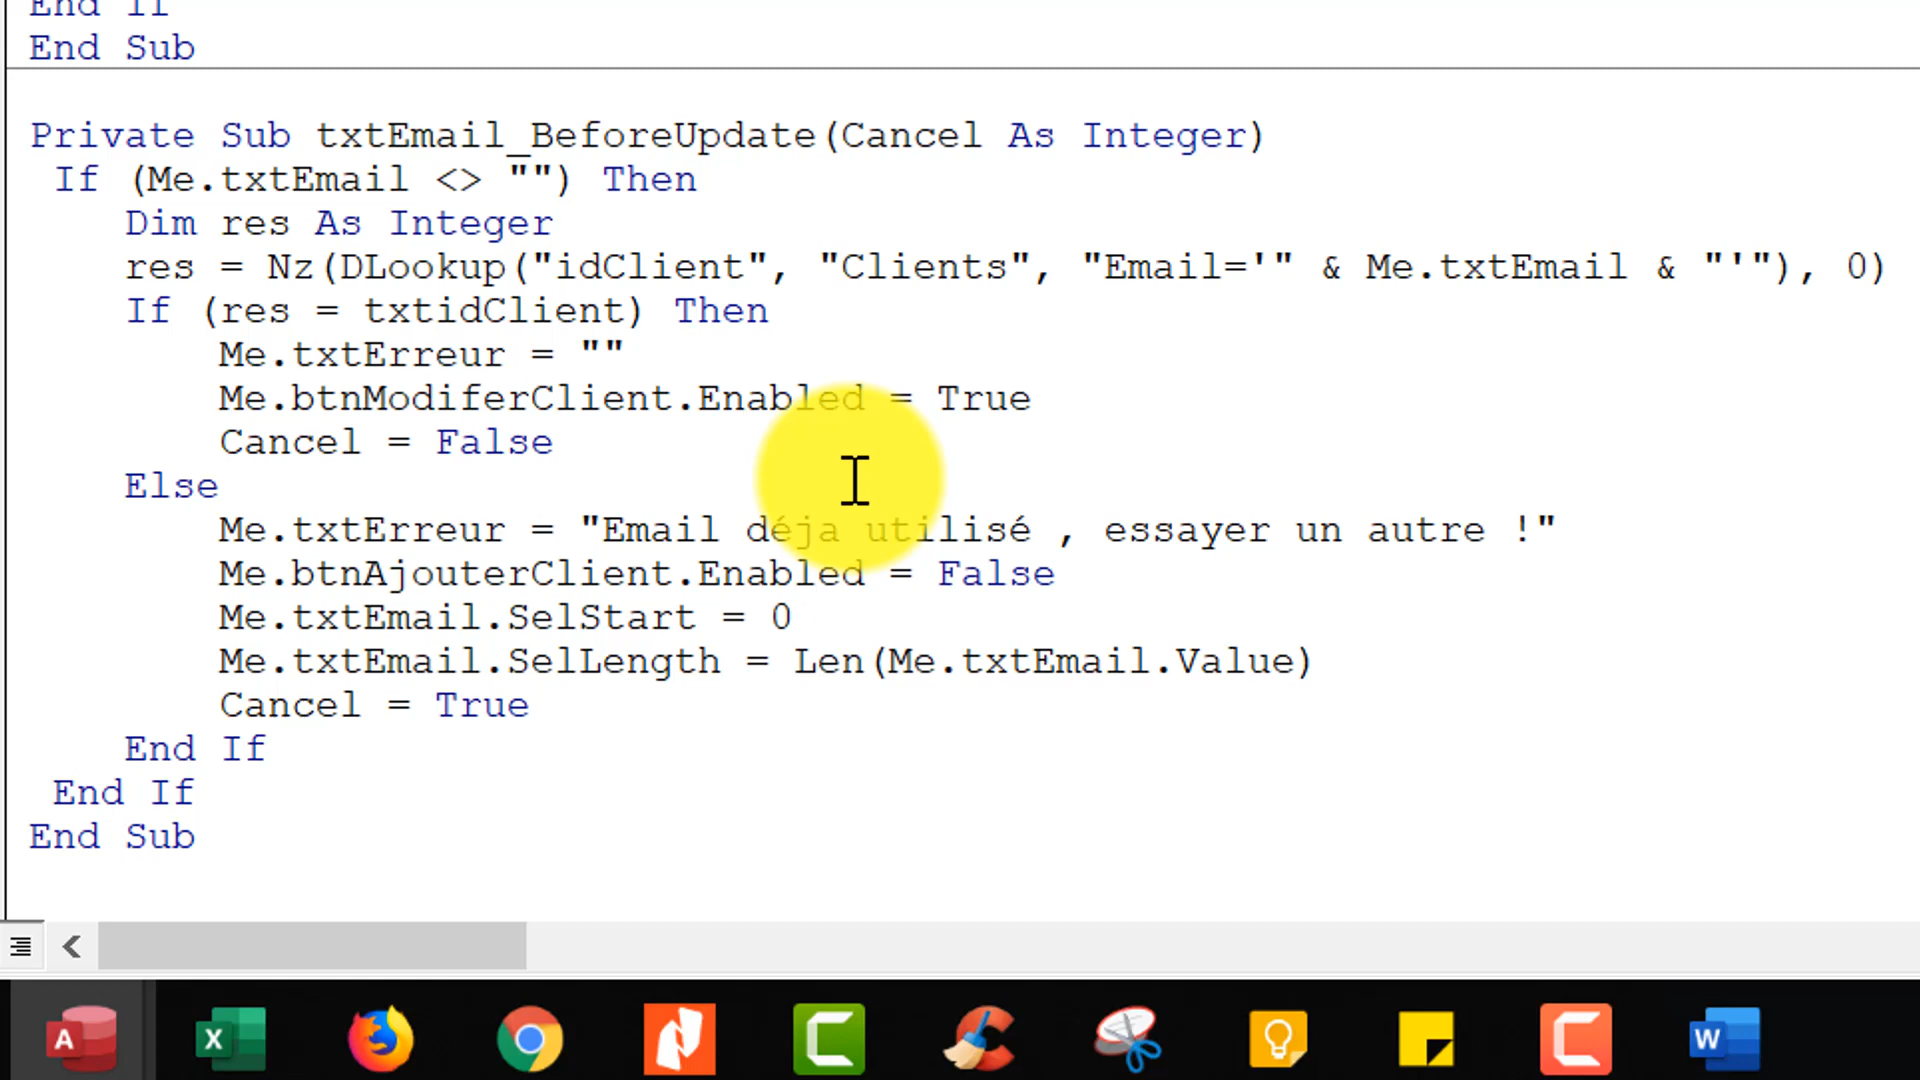 End If
End Sub
Private Sub txtEmail_BeforeUpdate(Cancel As Integer)
If (Me.txtEmail <> "") Then
Dim res As Integer
res = Nz(DLookup("idClient", "Clients", "Email='" & Me.txtEmail & "'"), 0)
If (res = txtidClient) Then
Me.txtErreur = ""
Me.btnModiferClient.Enabled = True
Cancel = False
Else
Me.txtErreur = "Email déja utilisé , essayer un autre !"
Me.btnAjouterClient.Enabled = False
Me.txtEmail.SelStart = 0
Me.txtEmail.SelLength = Len(Me.txtEmail.Value)
Cancel = True
End If
End If
End Sub